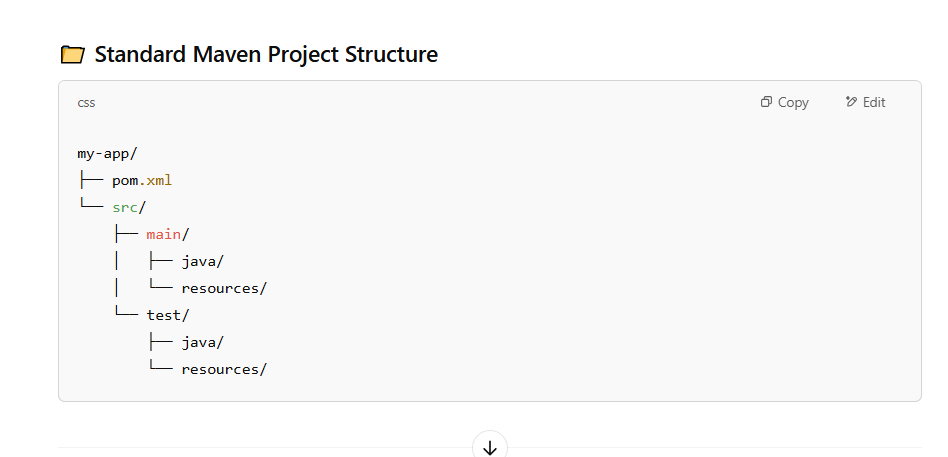 Standard Maven Project Structure
css
Copy
Edit
my-app/
├── pom.xml
└── src/
    ├── main/
    │   ├── java/
    │   └── resources/
    └── test/
        ├── java/
        └── resources/